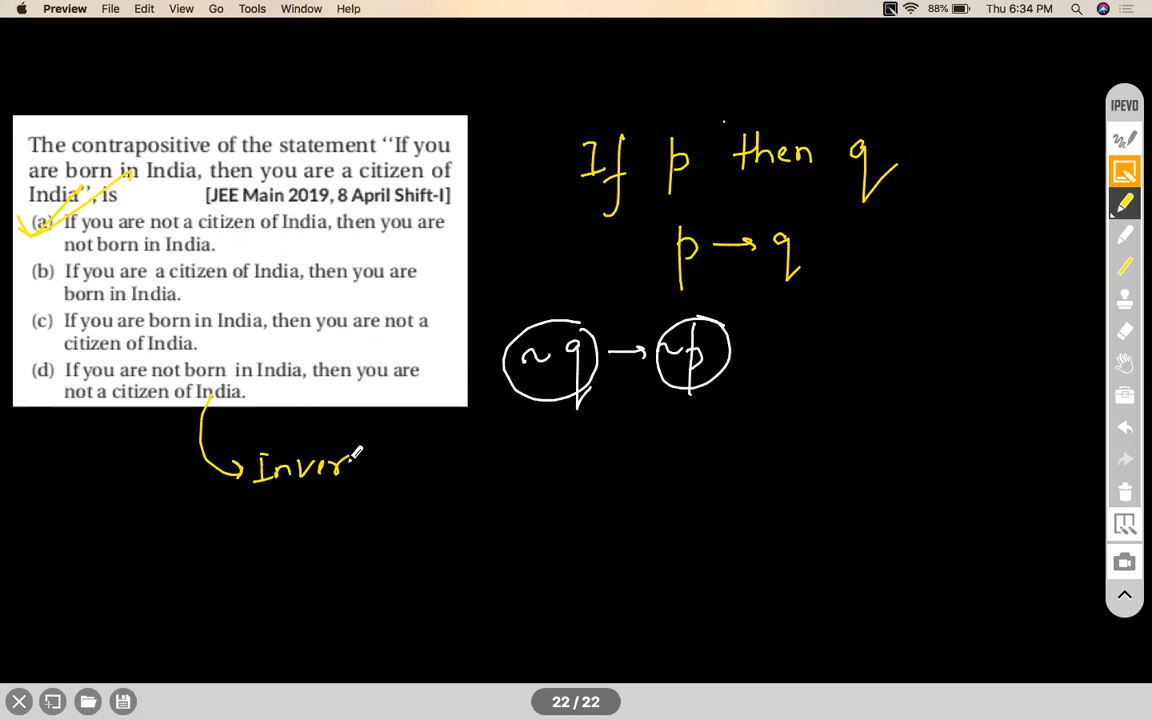 Preview File Edit View Go Tools Window Help 88% Thu 6:34 PM
IPEVO
The contrapositive of the statement ‘‘If you
are born in India, then you are a citizen of
India’’, is [JEE Main 2019, 8 April Shift-I]
(a) If you are not a citizen of India, then you are
not born in India.
(b) If you are a citizen of India, then you are
born in India.
(c) If you are born in India, then you are not a
citizen of India.
(d) If you are not born in India, then you are
not a citizen of India.
If p then q
p → q
~ q → ~p
Inver
22 / 22